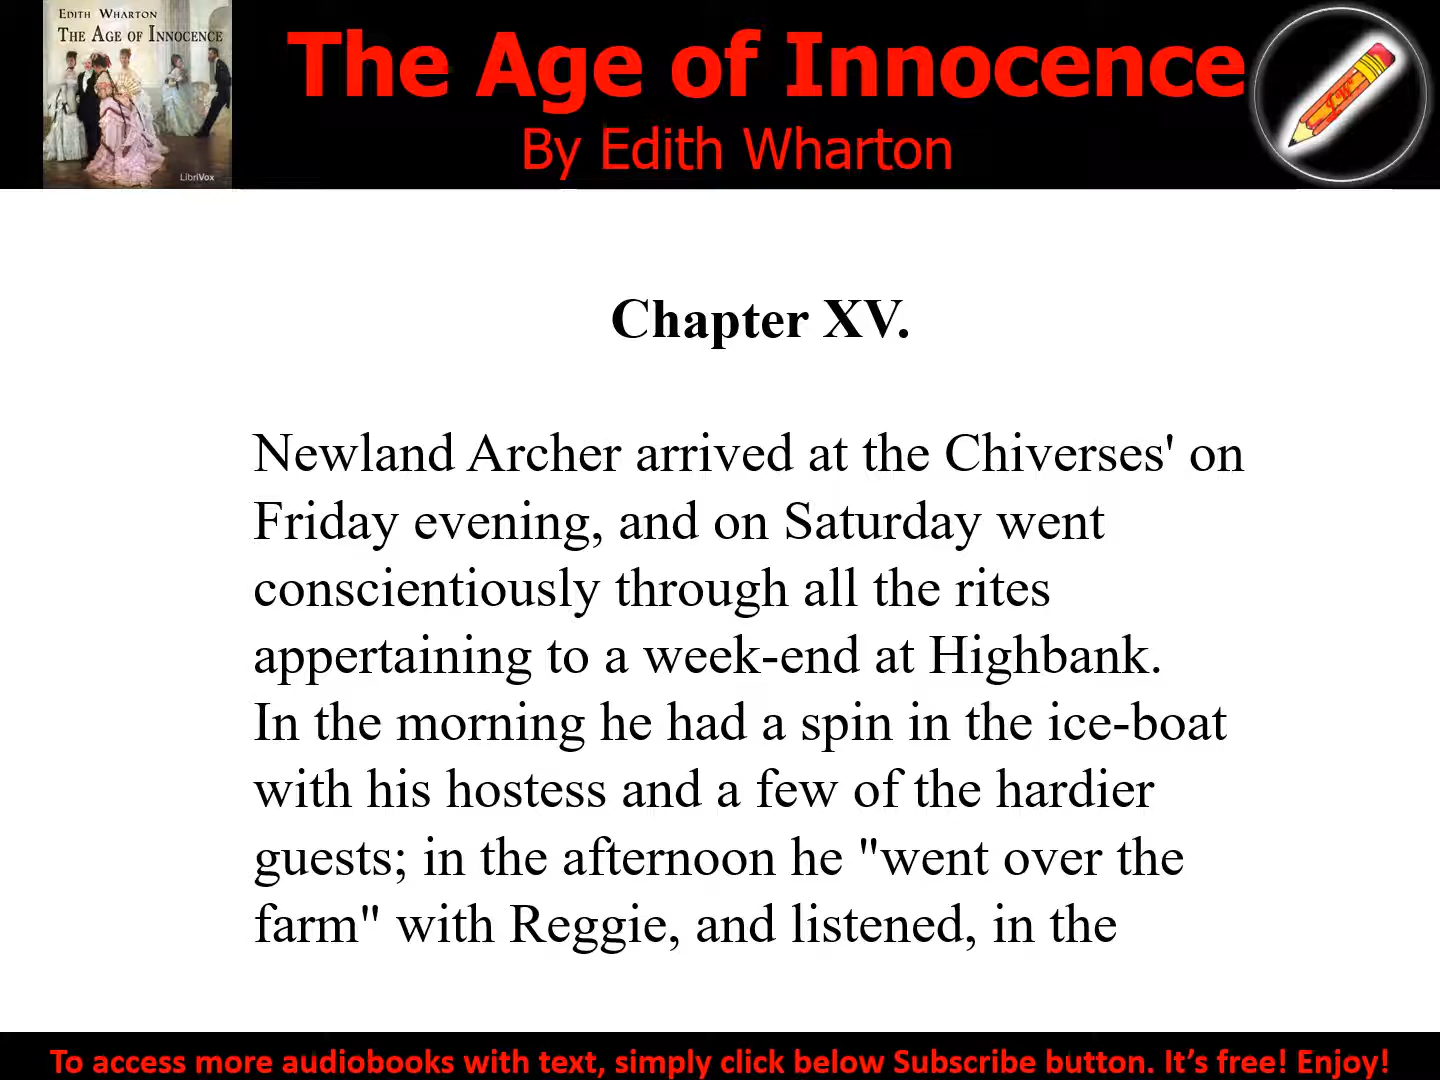 EDITH WHARTON
THE AGE OF INNOCENCE
LibriVox
The Age of Innocence
By Edith Wharton
Chapter XV.
Newland Archer arrived at the Chiverses' on
Friday evening, and on Saturday went
conscientiously through all the rites
appertaining to a week-end at Highbank.
In the morning he had a spin in the ice-boat
with his hostess and a few of the hardier
guests; in the afternoon he "went over the
farm" with Reggie, and listened, in the
To access more audiobooks with text, simply click below Subscribe button. It’s free! Enjoy!